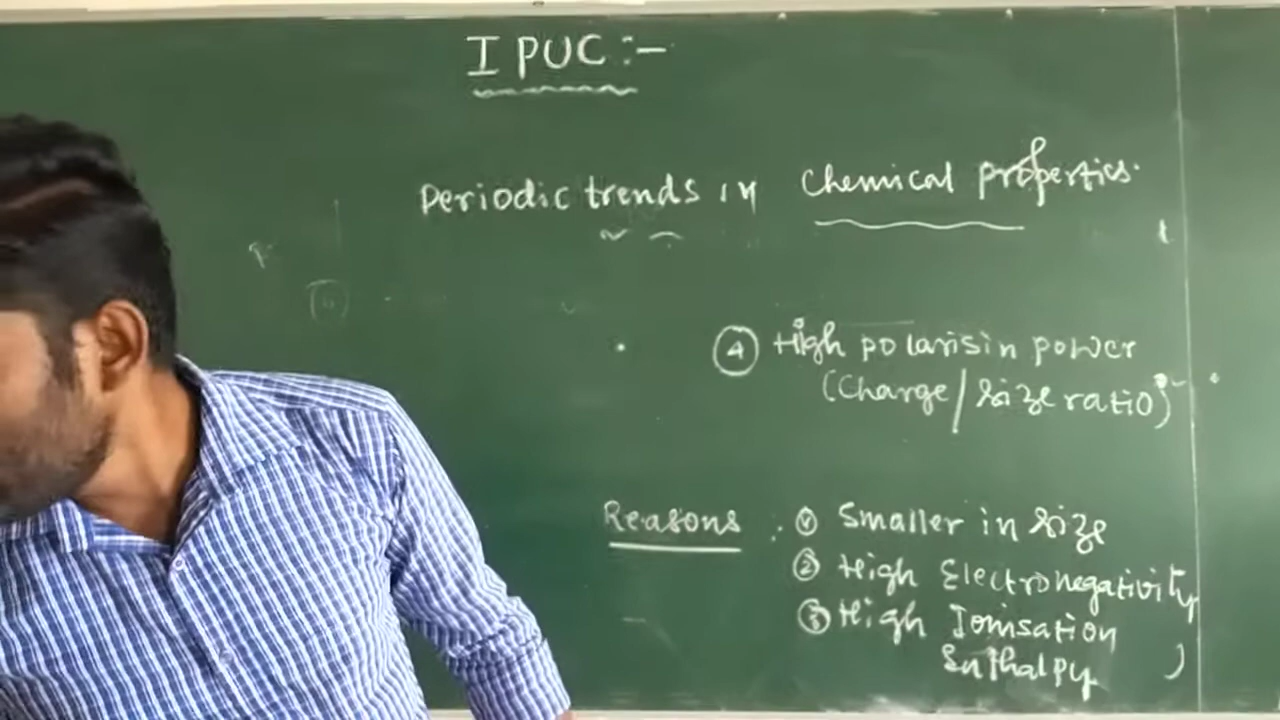 I PUC :-
Periodic trends in Chemical properties.
④ High polarisin power
(Charge/size ratio)
Reasons : ① Smaller in size
② High Electronegativity
③ High Ionisation
Enthalpy